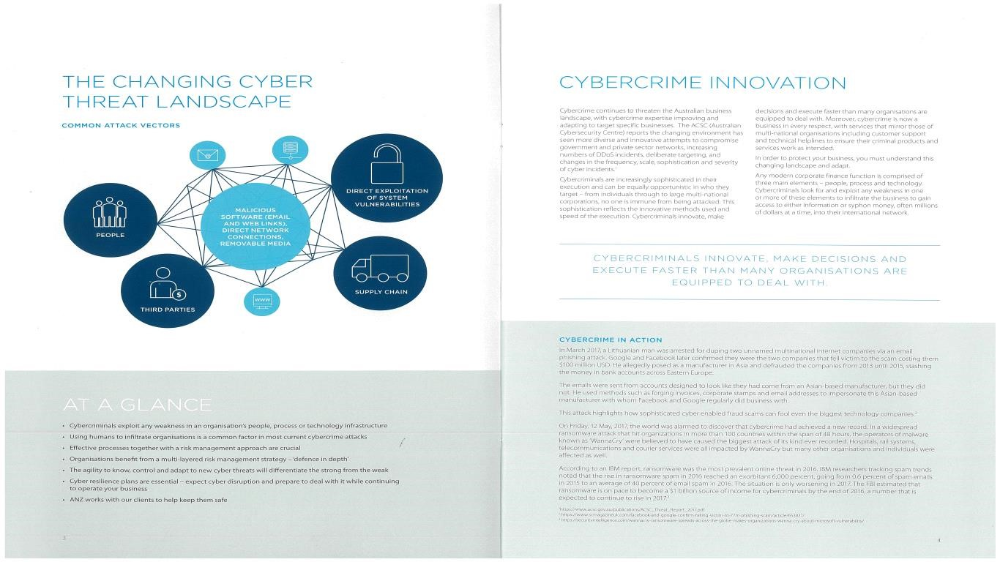 THE CHANGING CYBER
THREAT LANDSCAPE
COMMON ATTACK VECTORS
PEOPLE
THIRD PARTIES
MALICIOUS
SOFTWARE (EMAIL
AND WEB LINKS),
DIRECT NETWORK
CONNECTIONS,
REMOVABLE MEDIA
WWW
DIRECT EXPLOITATION
OF SYSTEM
VULNERABILITIES
SUPPLY CHAIN
AT A GLANCE
• Cybercriminals exploit any weakness in an organisation's people, process or technology infrastructure
• Using humans to infiltrate organisations is a common factor in most current cybercrime attacks
• Effective processes together with a risk management approach are crucial
• Organisations benefit from a multi-layered risk management strategy – 'defence in depth'
• The agility to know, control and adapt to new cyber threats will differentiate the strong from the weak
• Cyber resilience plans are essential – expect cyber disruption and prepare to deal with it while continuing
to operate your business
• ANZ works with our clients to help keep them safe
3
CYBERCRIME INNOVATION
Cybercrime continues to threaten the Australian business
landscape, with cybercrime expertise improving and
adapting to target specific businesses. The ACSC (Australian
Cybersecurity Centre) reports the changing environment has
seen more diverse and innovative attempts to compromise
government and private sector networks, increasing
numbers of DDoS incidents, deliberate targeting, and
changes in the frequency, scale, sophistication and severity
of cyber incidents.¹
Cybercriminals are increasingly sophisticated in their
execution and can be equally opportunistic in who they
target – from individuals through to large multi-national
corporations, no one is immune from being attacked. This
sophistication reflects the innovative methods used and
speed of the execution. Cybercriminals innovate, make
decisions and execute faster than many organisations are
equipped to deal with. Moreover, cybercrime is now a
business in every respect, with services that mirror those of
multi-national organisations including customer support
and technical helplines to ensure their criminal products and
services work as intended.
In order to protect your business, you must understand this
changing landscape and adapt.
Any modern corporate finance function is comprised of
three main elements – people, process and technology.
Cybercriminals look for and exploit any weakness in one
or more of these elements to infiltrate the business to gain
access to either information or syphon money, often millions
of dollars at a time, into their international network.
CYBERCRIMINALS INNOVATE, MAKE DECISIONS AND
EXECUTE FASTER THAN MANY ORGANISATIONS ARE
EQUIPPED TO DEAL WITH.
CYBERCRIME IN ACTION
In March 2017, a Lithuanian man was arrested for duping two unnamed multinational internet companies via an email
phishing attack. Google and Facebook later confirmed they were the two companies that fell victim to the scam costing them
$100 million USD. He allegedly posed as a manufacturer in Asia and defrauded the companies from 2013 until 2015, stashing
the money in bank accounts across Eastern Europe.
The emails were sent from accounts designed to look like they had come from an Asian-based manufacturer, but they did
not. He used methods such as forging invoices, corporate stamps and email addresses to impersonate this Asian-based
manufacturer with whom Facebook and Google regularly did business with.
This attack highlights how sophisticated cyber enabled fraud scams can fool even the biggest technology companies.²
On Friday, 12 May, 2017, the world was alarmed to discover that cybercrime had achieved a new record. In a widespread
ransomware attack that hit organizations in more than 100 countries within the span of 48 hours, the operators of malware
known as 'WannaCry' were believed to have caused the biggest attack of its kind ever recorded. Hospitals, rail systems,
telecommunications and courier services were all impacted by WannaCry but many other organisations and individuals were
affected as well.
According to an IBM report, ransomware was the most prevalent online threat in 2016. IBM researchers tracking spam trends
noted that the rise in ransomware spam in 2016 reached an exorbitant 6,000 percent, going from 0.6 percent of spam emails
in 2015 to an average of 40 percent of email spam in 2016. The situation is only worsening in 2017. The FBI estimated that
ransomware is on pace to become a $1 billion source of income for cybercriminals by the end of 2016, a number that is
expected to continue to rise in 2017.³
¹ https://www.acsc.gov.au/publications/ACSC_Threat_Report_2017.pdf
² https://www.scmagazineuk.com/facebook-and-google-confirm-falling-victim-to-77m-phishing-scam/article/653837/
³ https://securityintelligence.com/wannacry-ransomware-spreads-across-the-globe-makes-organizations-wanna-cry-about-microsoft-vulnerability/
4